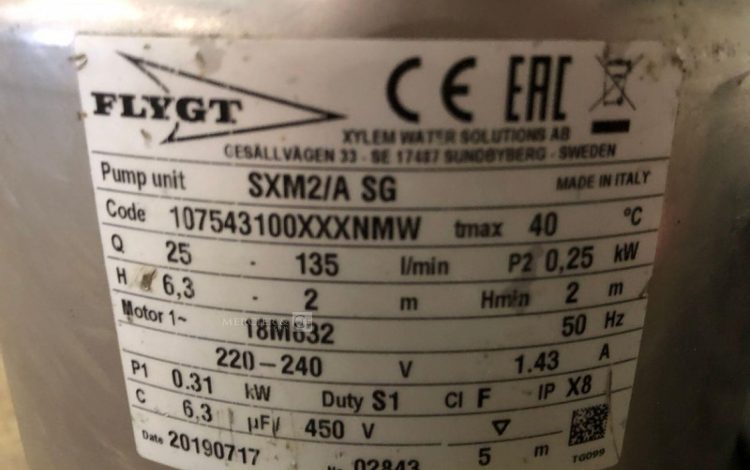 FLYGT
CE EAC
XYLEM WATER SOLUTIONS AB
GESÄLLVÄGEN 33 - SE 17487 SUNDBYBERG - SWEDEN
Pump unit SXM2/A SG MADE IN ITALY
Code 107543100XXXNMW tmax 40 °C
Q 25 - 135 l/min P2 0,25 kW
H 6,3 - 2 m Hmin 2 m
Motor 1~ 18M632 50 Hz
220-240 V 1.43 A
P1 0.31 kW Duty S1 Cl F IP X8
C 6,3 µF/ 450 V ▽
Date 20190717 02843 5 m TG099